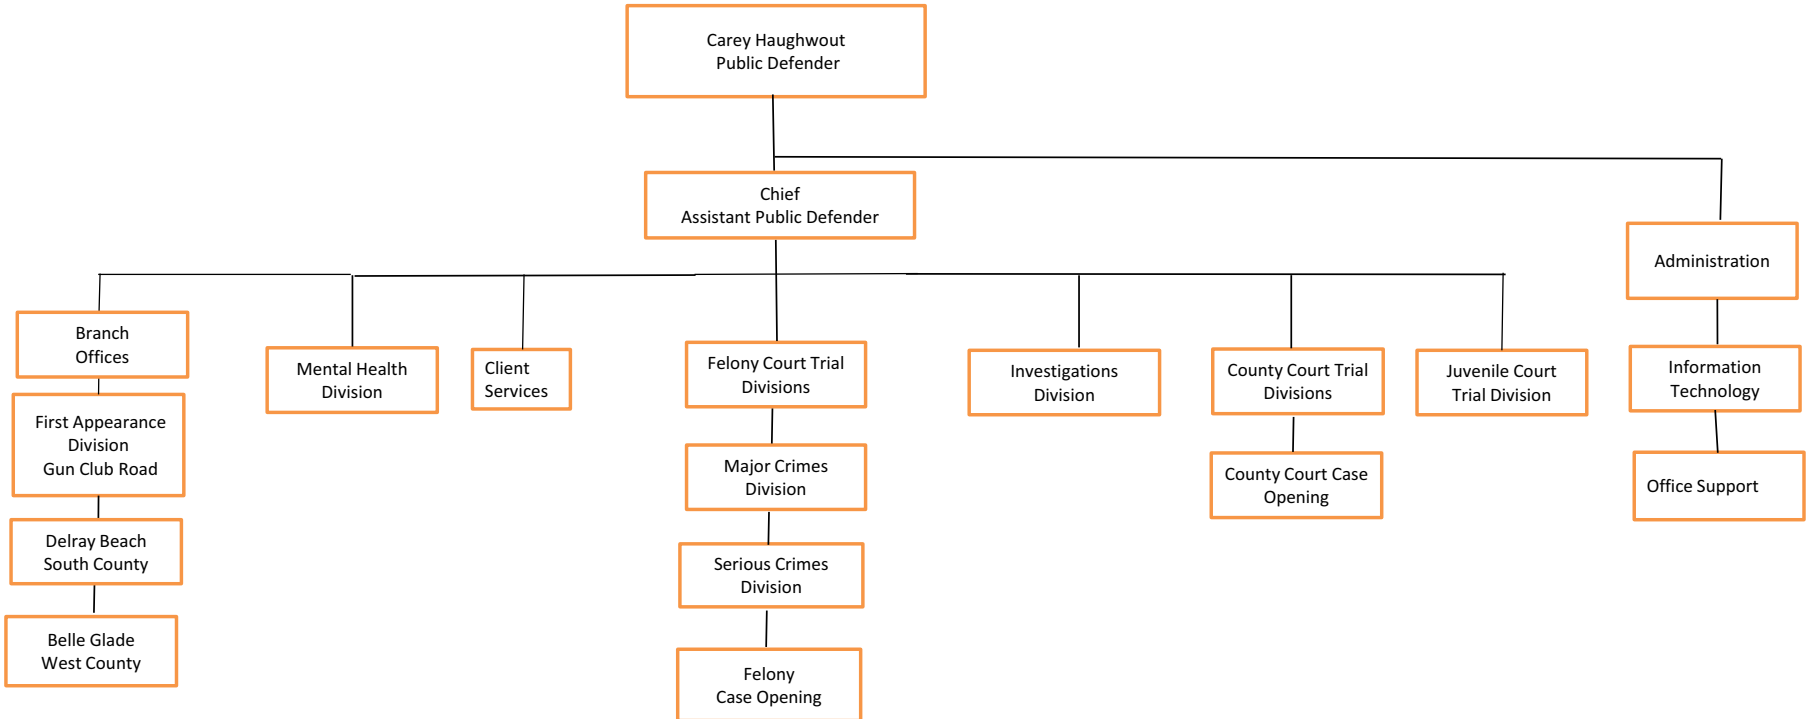 Carey Haughwout
Public Defender
Chief
Assistant Public Defender
Administration
Branch
Offices
Mental Health
Division
Client
Services
Felony Court Trial
Divisions
Investigations
Division
County Court Trial
Divisions
Juvenile Court
Trial Division
Information
Technology
First Appearance
Division
Gun Club Road
Major Crimes
Division
County Court Case
Opening
Office Support
Delray Beach
South County
Serious Crimes
Division
Belle Glade
West County
Felony
Case Opening